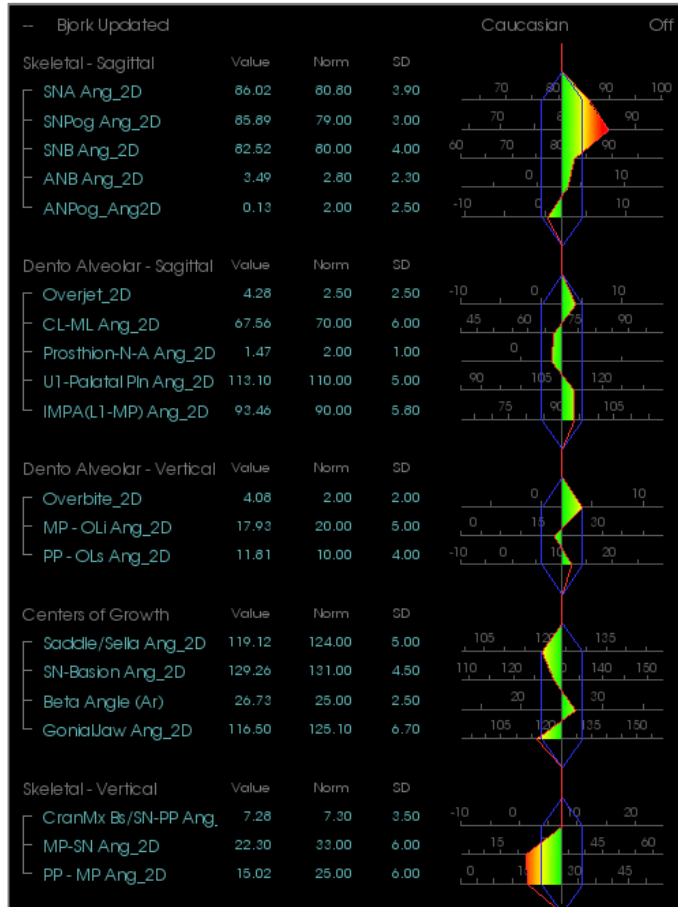 -- Bjork Updated Caucasian Off
Skeletal - Sagittal Value Norm SD
70 80 90 100
SNA Ang_2D 86.02 80.80 3.90
70 8 90
SNPog Ang_2D 85.89 79.00 3.00
60 70 80 90
SNB Ang_2D 82.52 80.00 4.00
0 10
ANB Ang_2D 3.49 2.80 2.30
-10 0 10
ANPog_Ang2D 0.13 2.00 2.50
Dento Alveolar - Sagittal Value Norm SD
-10 0 10
Overjet_2D 4.28 2.50 2.50
45 60 75 90
CL-ML Ang_2D 67.56 70.00 6.00
0
Prosthion-N-A Ang_2D 1.47 2.00 1.00
90 105 120
U1-Palatal Pln Ang_2D 113.10 110.00 5.00
75 90 105
IMPA(L1-MP) Ang_2D 93.46 90.00 5.80
Dento Alveolar - Vertical Value Norm SD
0 10
Overbite_2D 4.08 2.00 2.00
0 15 30
MP - OLi Ang_2D 17.93 20.00 5.00
-10 0 10 20
PP - OLs Ang_2D 11.81 10.00 4.00
Centers of Growth Value Norm SD
105 120 135
Saddle/Sella Ang_2D 119.12 124.00 5.00
110 120 0 140 150
SN-Basion Ang_2D 129.26 131.00 4.50
20 30
Beta Angle (Ar) 26.73 25.00 2.50
105 120 135 150
GonialJaw Ang_2D 116.50 125.10 6.70
Skeletal - Vertical Value Norm SD
-10 0 10 20
CranMx Bs/SN-PP Ang_ 7.28 7.30 3.50
15 45 60
MP-SN Ang_2D 22.30 33.00 6.00
0 15 30 45
PP - MP Ang_2D 15.02 25.00 6.00